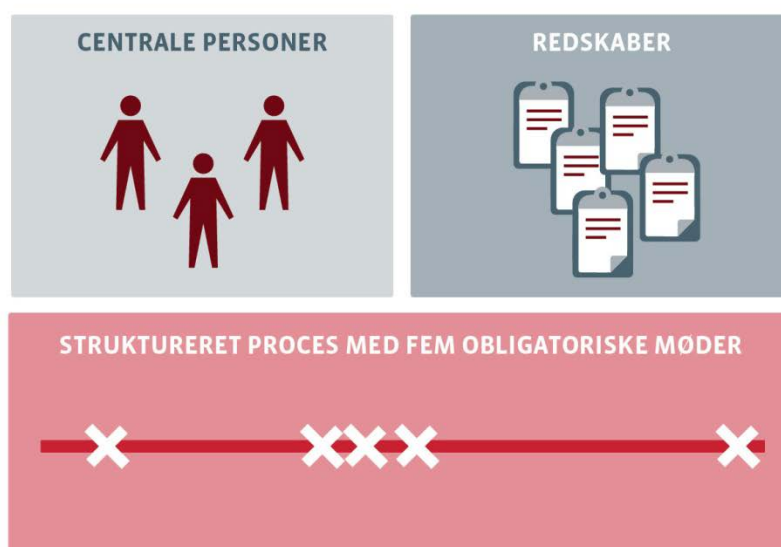 CENTRALE PERSONER
REDSKABER
STRUKTURERET PROCES MED FEM OBLIGATORISKE MØDER